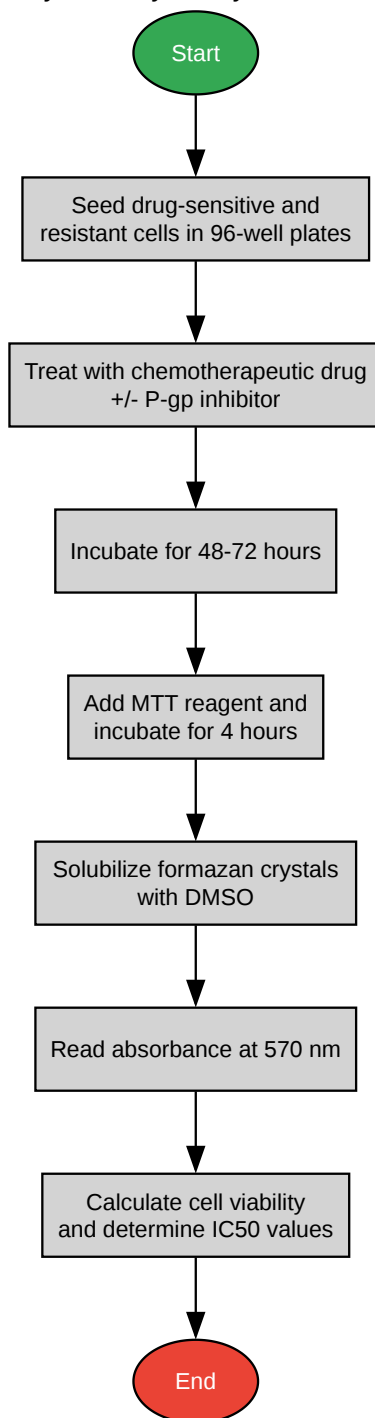 Start
Seed drug-sensitive and
resistant cells in 96-well plates
Treat with chemotherapeutic drug
+/- P-gp inhibitor
Incubate for 48-72 hours
Add MTT reagent and
incubate for 4 hours
Solubilize formazan crystals
with DMSO
Read absorbance at 570 nm
Calculate cell viability
and determine IC50 values
End